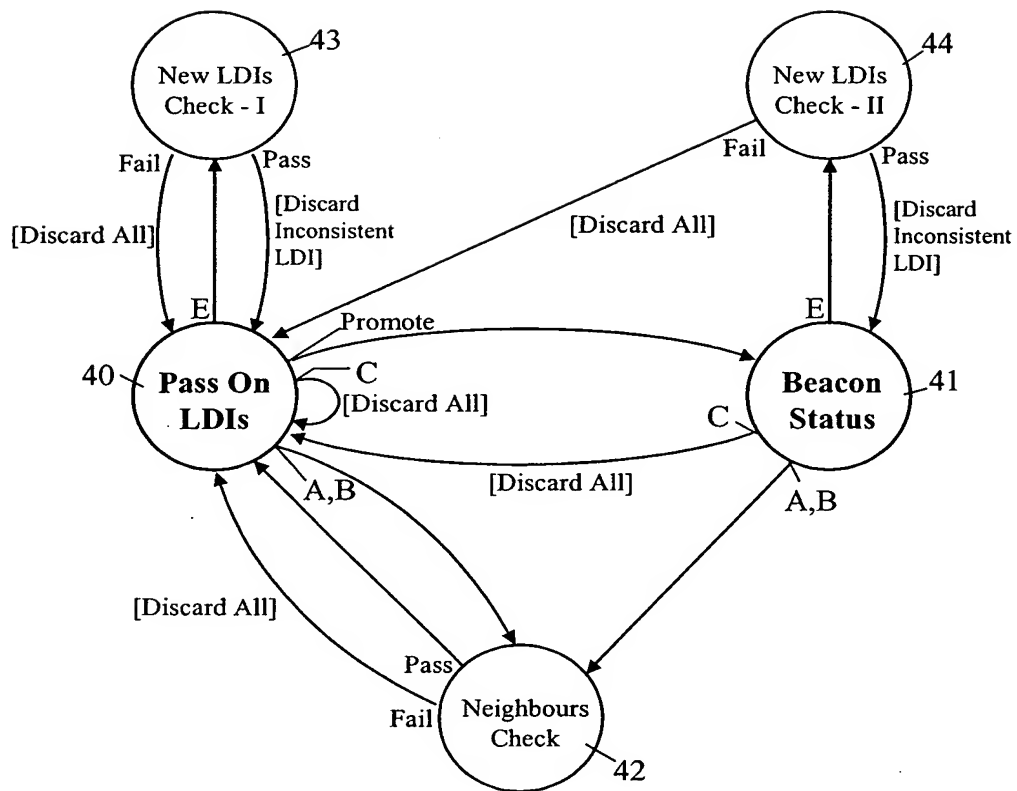 43
New LDIs
Check - I
44
New LDIs
Check - II
Fail
Pass
[Discard All]
[Discard
Inconsistent
LDI]
Fail
Pass
[Discard All]
[Discard
Inconsistent
LDI]
E
E
Promote
40
Pass On
LDIs
C
[Discard All]
Beacon
Status
41
C
[Discard All]
A,B
A,B
[Discard All]
Pass
Fail
Neighbours
Check
42